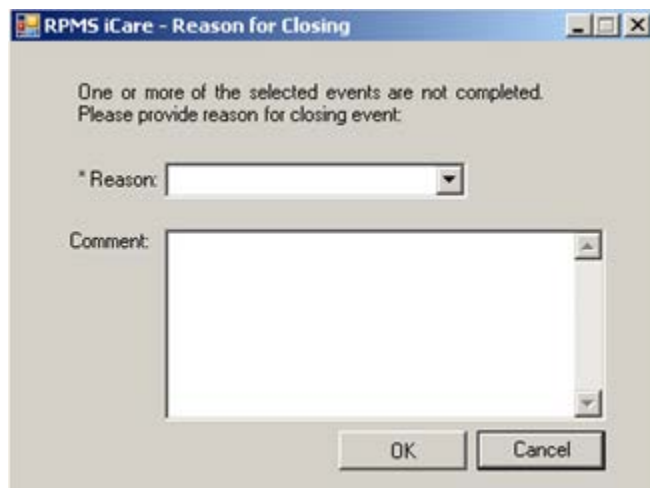 RPMS iCare - Reason for Closing
One or more of the selected events are not completed.
Please provide reason for closing event:
* Reason:
Comment:
OK Cancel